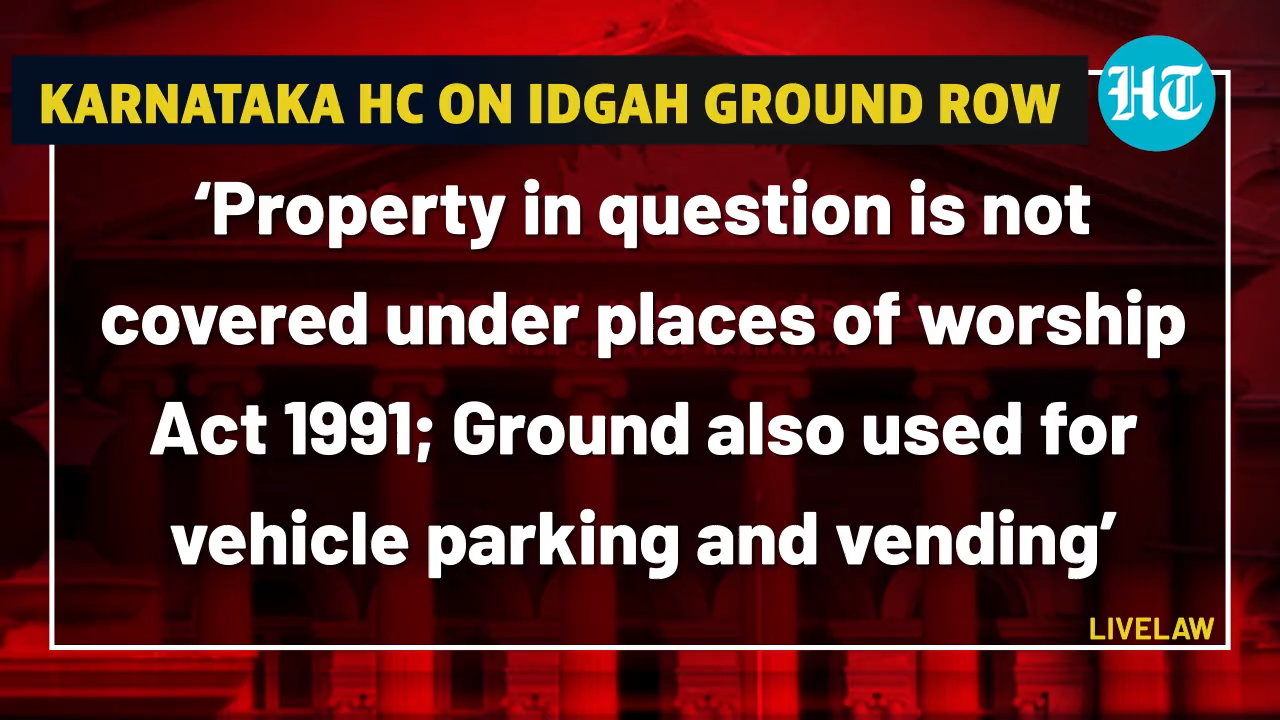 KARNATAKA HC ON IDGAH GROUND ROW
HT
‘Property in question is not
covered under places of worship
Act 1991; Ground also used for
vehicle parking and vending’
LIVELAW